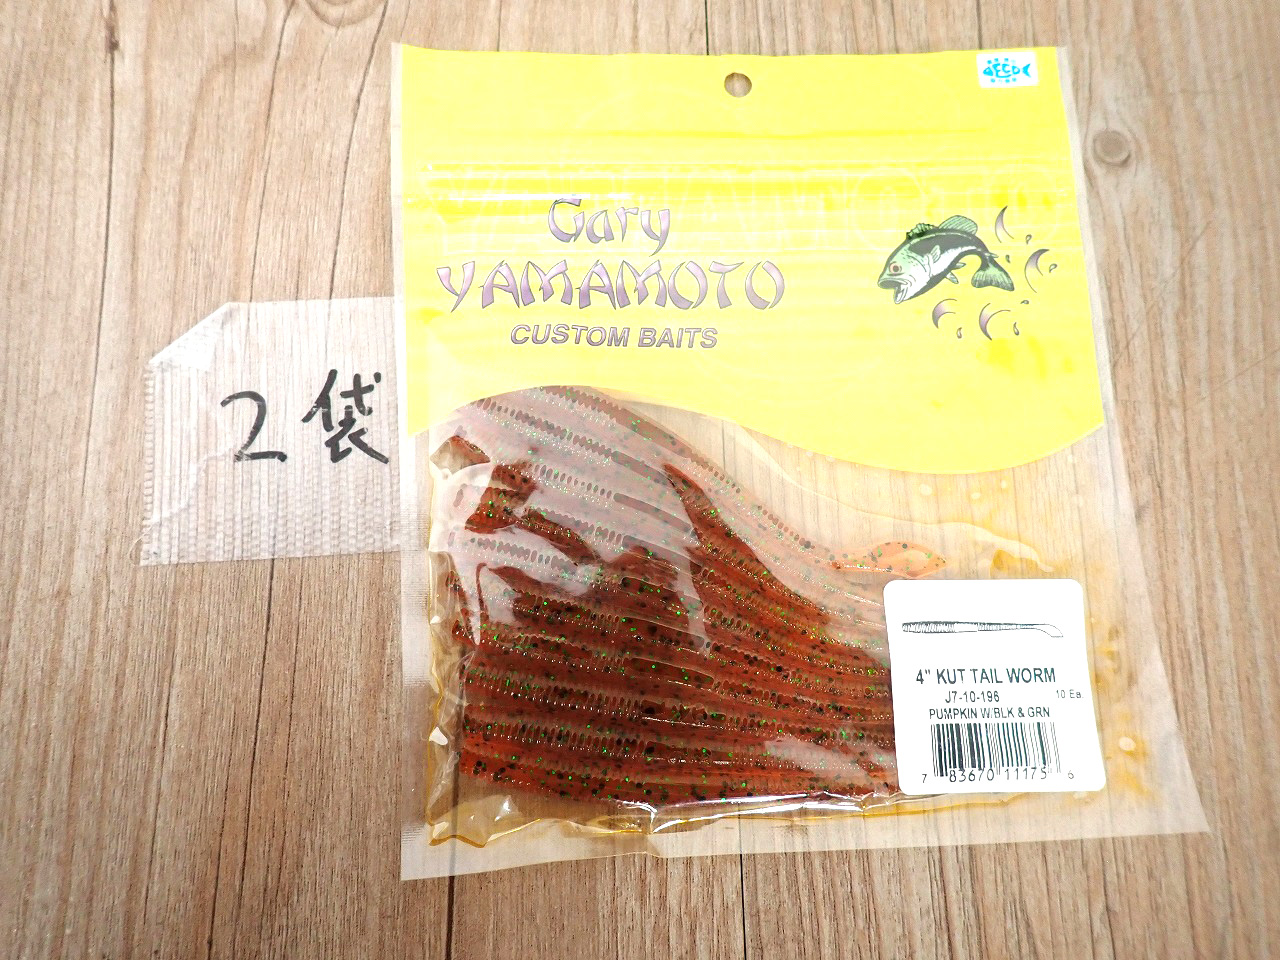 ECO
Gary
YAMAMOTO
CUSTOM BAITS
2袋
4" KUT TAIL WORM
J7-10-196 10 Ea.
PUMPKIN W/BLK & GRN
7 83670 11175 6